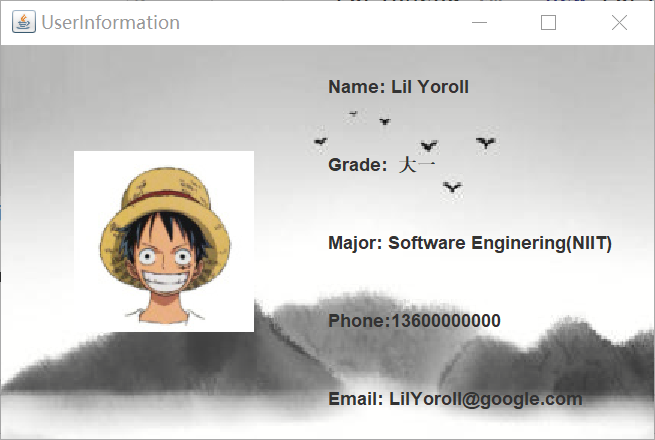 UserInformation
Name: Lil Yoroll
Grade: 大一
Major: Software Enginering(NIIT)
Phone:13600000000
Email: LilYoroll@google.com